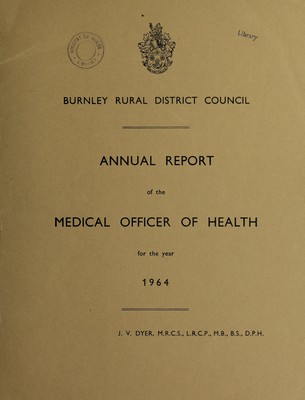 Library
BURNLEY RURAL DISTRICT COUNCIL
ANNUAL REPORT
of the
MEDICAL OFFICER OF HEALTH
for the year
1964
J. V. DYER, M.R.C.S., L.R.C.P., M.B., B.S., D.P.H.